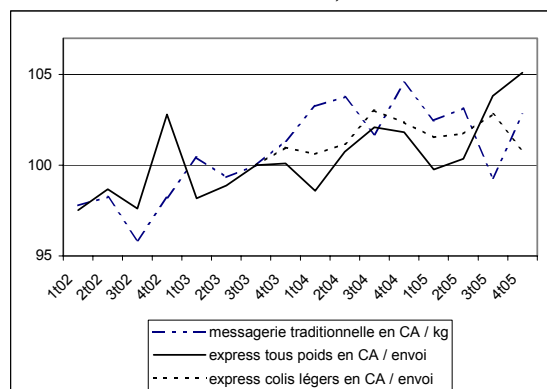 105
100
95
1t02 2t02 3t02 4t02 1t03 2t03 3t03 4t03 1t04 2t04 3t04 4t04 1t05 2t05 3t05 4t05
messagerie traditionnelle en CA / kg
express tous poids en CA / envoi
express colis légers en CA / envoi